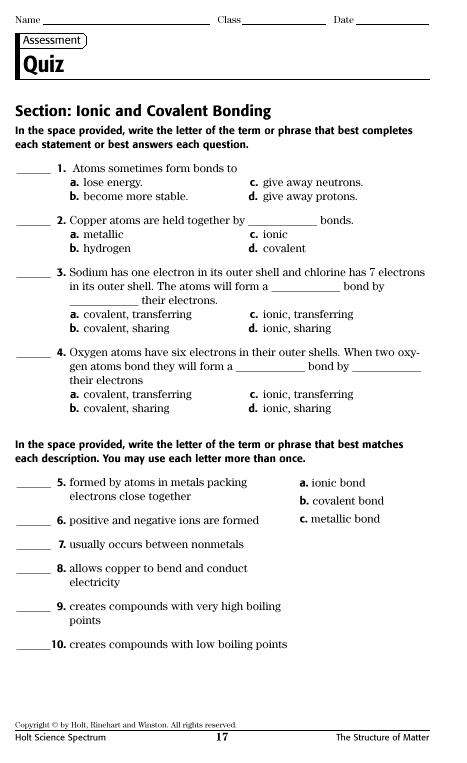 Name ______ Class ______ Date ______
Assessment
Quiz
Section: Ionic and Covalent Bonding
In the space provided, write the letter of the term or phrase that best completes
each statement or best answers each question.
______ 1. Atoms sometimes form bonds to
a. lose energy. c. give away neutrons.
b. become more stable. d. give away protons.
______ 2. Copper atoms are held together by ______ bonds.
a. metallic c. ionic
b. hydrogen d. covalent
______ 3. Sodium has one electron in its outer shell and chlorine has 7 electrons
in its outer shell. The atoms will form a ______ bond by
______ their electrons.
a. covalent, transferring c. ionic, transferring
b. covalent, sharing d. ionic, sharing
______ 4. Oxygen atoms have six electrons in their outer shells. When two oxy-
gen atoms bond they will form a ______ bond by ______
their electrons
a. covalent, transferring c. ionic, transferring
b. covalent, sharing d. ionic, sharing
In the space provided, write the letter of the term or phrase that best matches
each description. You may use each letter more than once.
______ 5. formed by atoms in metals packing
electrons close together
______ 6. positive and negative ions are formed
______ 7. usually occurs between nonmetals
______ 8. allows copper to bend and conduct
electricity
______ 9. creates compounds with very high boiling
points
______ 10. creates compounds with low boiling points
a. ionic bond
b. covalent bond
c. metallic bond
Copyright © by Holt, Rinehart and Winston. All rights reserved.
Holt Science Spectrum 17 The Structure of Matter